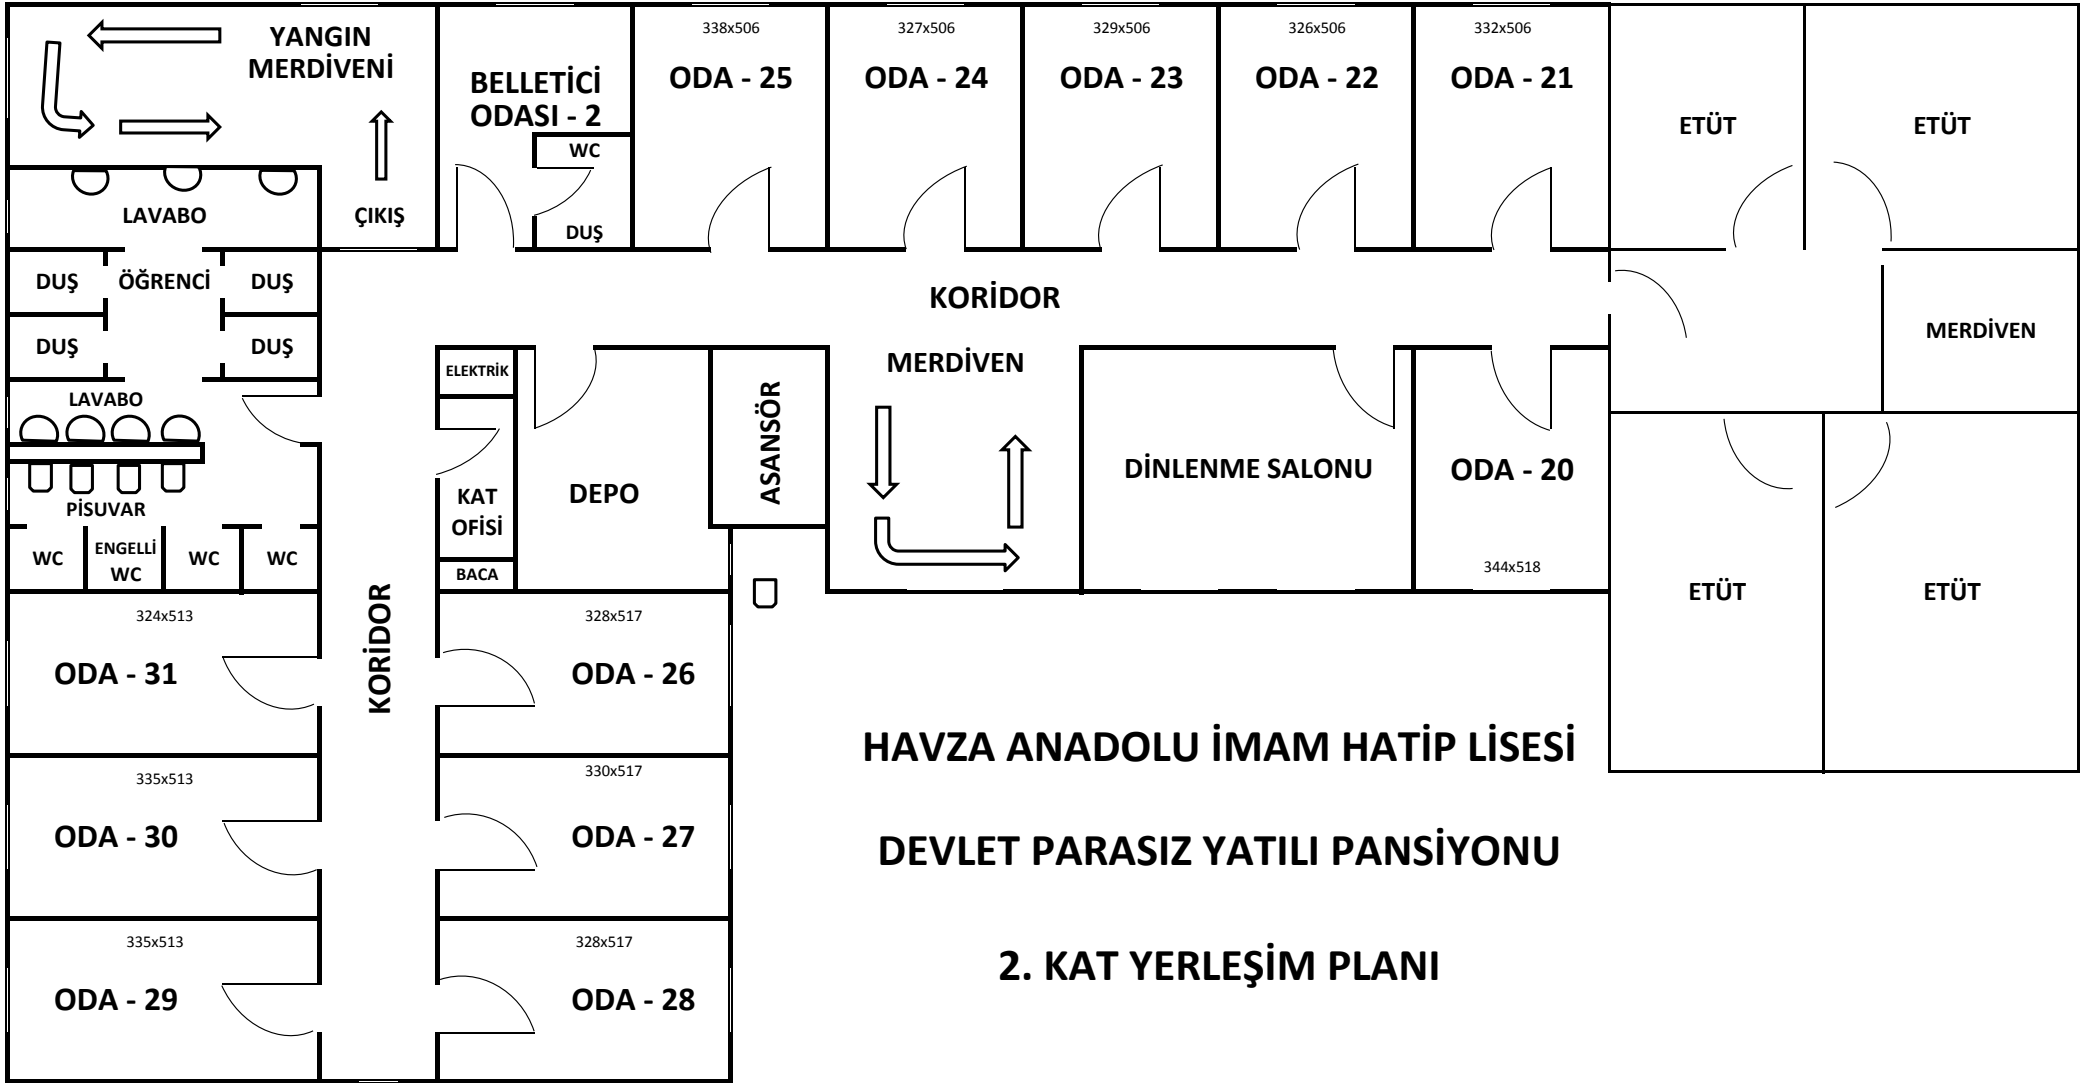 YANGIN
MERDİVENİ
BELLETİCİ
ODASI - 2
WC
DUŞ
338x506
ODA - 25
327x506
ODA - 24
329x506
ODA - 23
326x506
ODA - 22
332x506
ODA - 21
ETÜT
ETÜT
LAVABO
ÇIKIŞ
DUŞ
ÖĞRENCİ
DUŞ
DUŞ
DUŞ
KORİDOR
MERDİVEN
MERDİVEN
LAVABO
ELEKTRİK
ASANSÖR
KAT
OFİSİ
DEPO
DİNLENME SALONU
ODA - 20
344x518
PİSUVAR
WC
ENGELLİ
WC
WC
WC
BACA
ETÜT
ETÜT
KORİDOR
324x513
ODA - 31
328x517
ODA - 26
335x513
ODA - 30
330x517
ODA - 27
335x513
ODA - 29
328x517
ODA - 28
HAVZA ANADOLU İMAM HATİP LİSESİ
DEVLET PARASIZ YATILI PANSİYONU
2. KAT YERLEŞİM PLANI